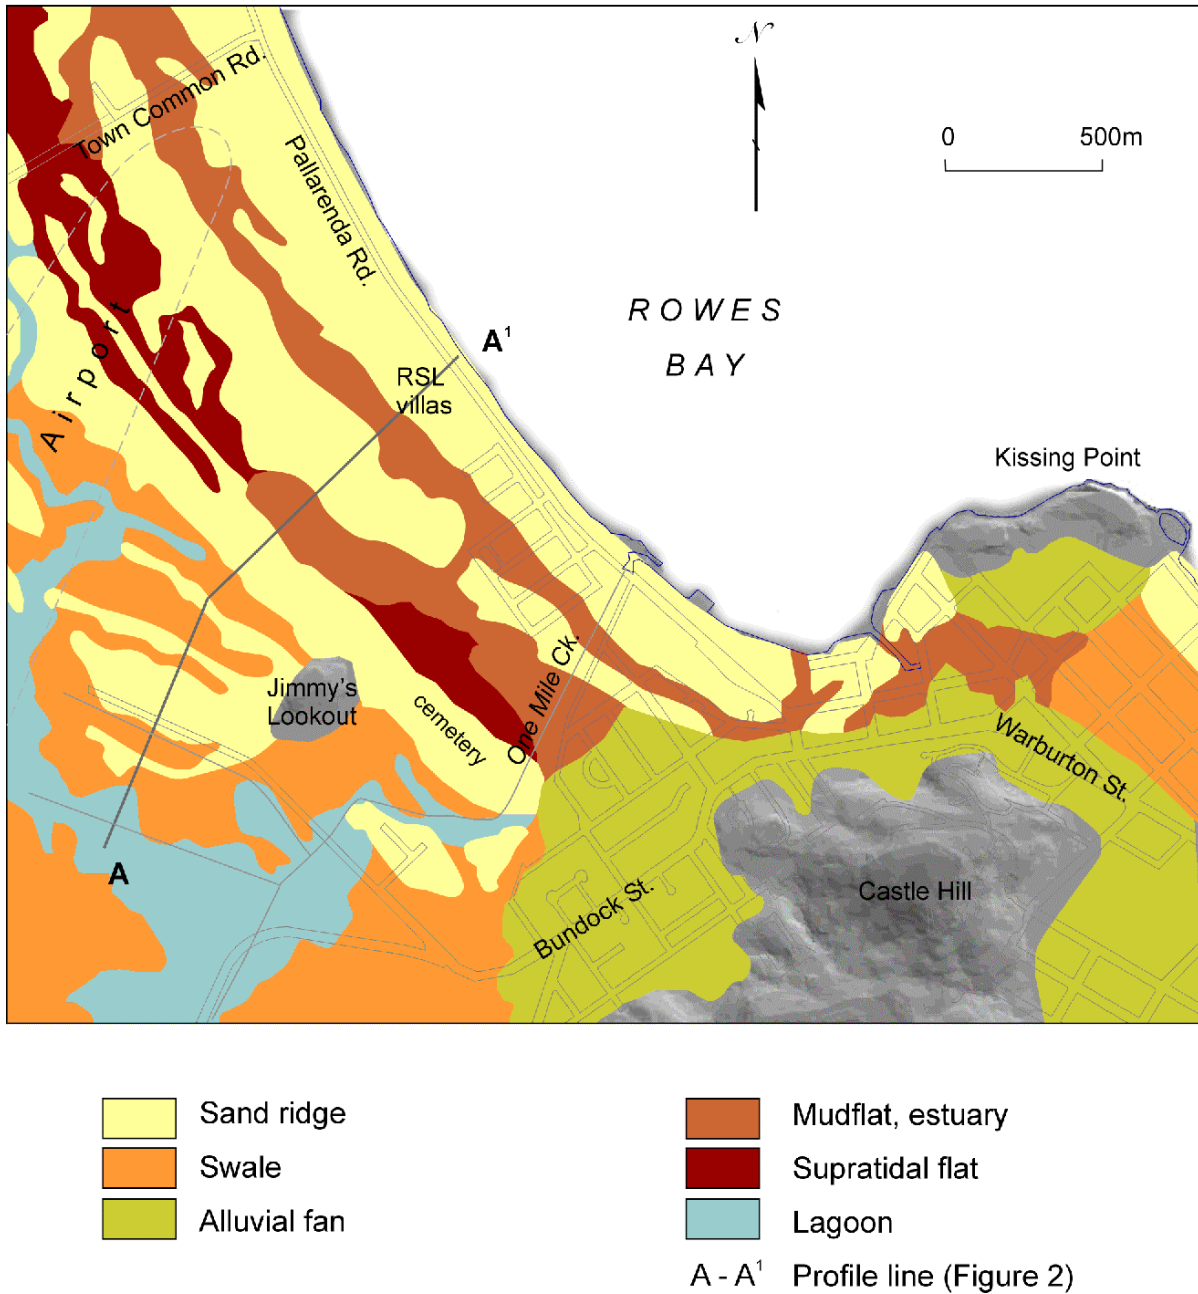 N
Town Common Rd.
0 500m
Pallarenda Rd.
ROWES
BAY
Airport
A¹
RSL
villas
Kissing Point
Jimmy's
Lookout
cemetery
One Mile Ck.
Warburton St.
A
Castle Hill
Bundock St.
Sand ridge
Swale
Alluvial fan
Mudflat, estuary
Supratidal flat
Lagoon
A - A¹ Profile line (Figure 2)